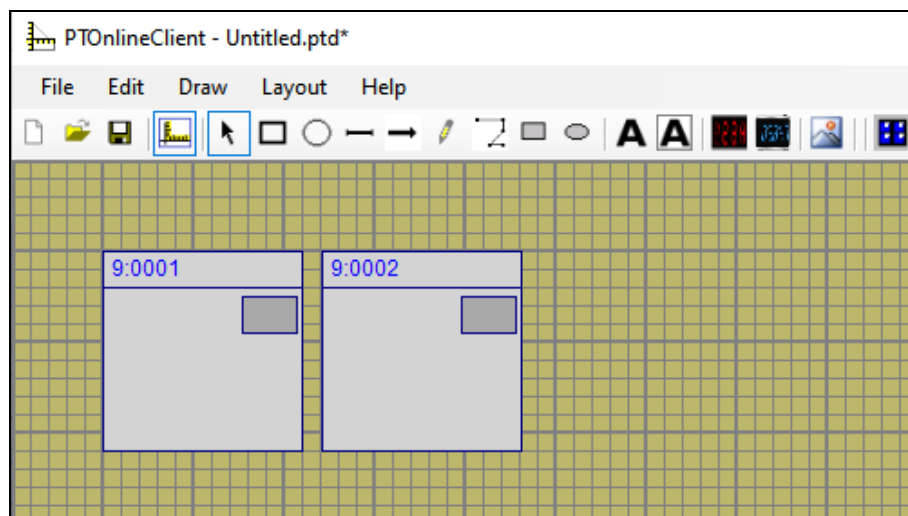 PTOnlineClient - Untitled.ptd*
File Edit Draw Layout Help
A A
9:0001 9:0002